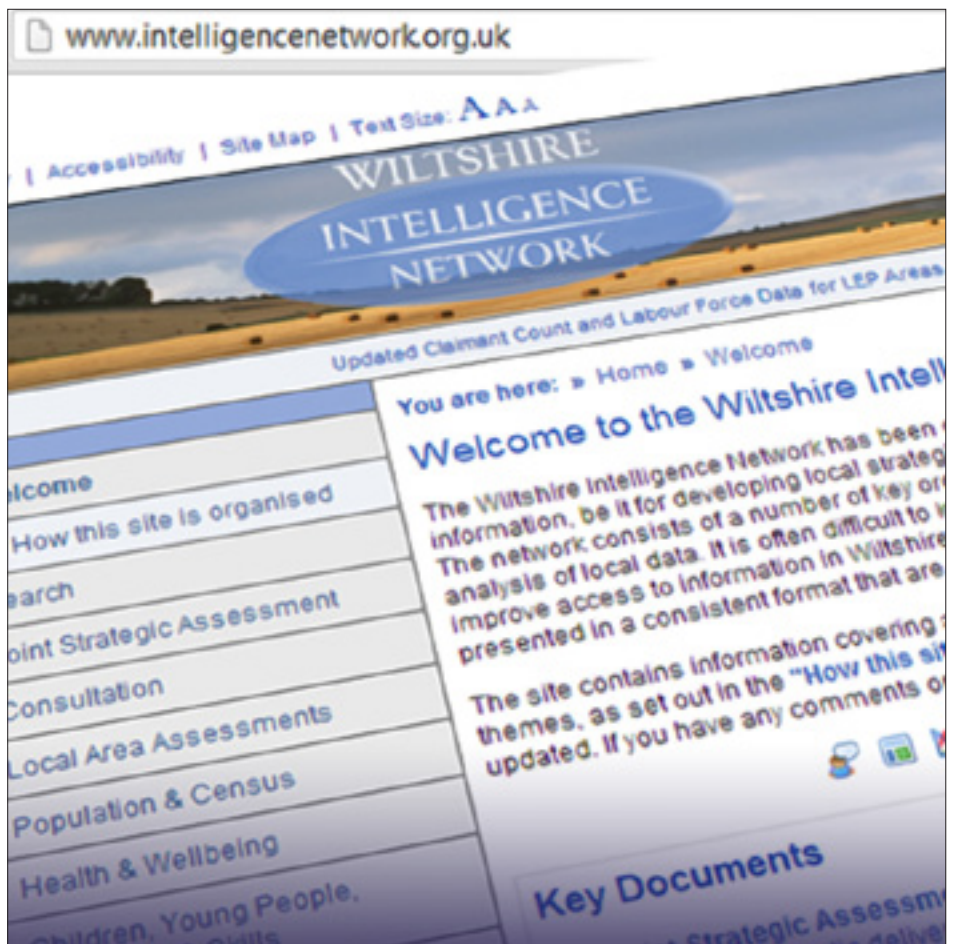 www.intelligencenetwork.org.uk
| Accessibility | Site Map | Text Size: A A A
WILTSHIRE
INTELLIGENCE
NETWORK
Updated Claimant Count and Labour Force Data for LEP Areas
You are here: » Home » Welcome
Welcome to the Wiltshire Intell
The Wiltshire Intelligence Network has been
information, be it for developing local strateg
The network consists of a number of key or
analysis of local data. It is often difficult to
improve access to information in Wiltshire
presented in a consistent format that are
The site contains information covering
themes, as set out in the "How this sit
updated. If you have any comments or
Key Documents
Strategic Assessm
delive
lcome
How this site is organised
earch
oint Strategic Assessment
Consultation
Local Area Assessments
Population & Census
Health & Wellbeing
Children, Young People,
Skills